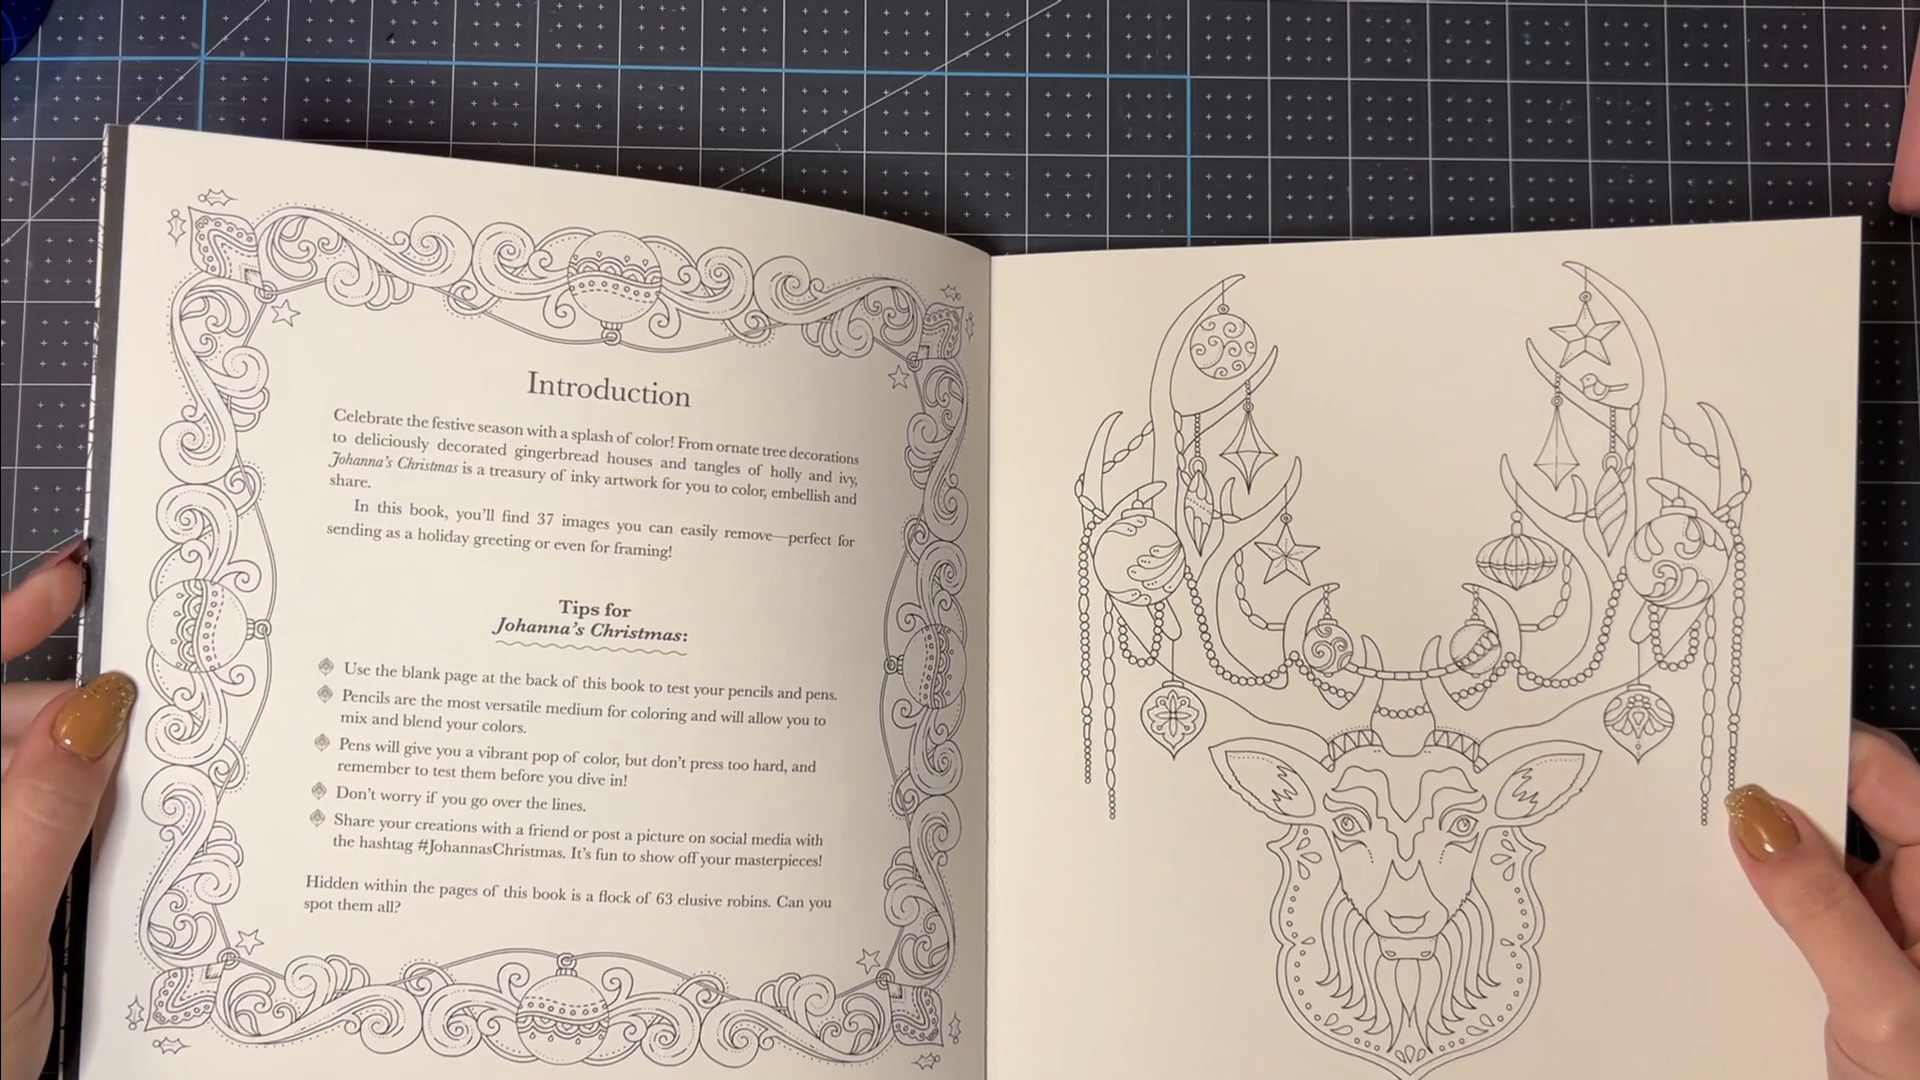 Introduction
Celebrate the festive season with a splash of color! From ornate tree decorations
to deliciously decorated gingerbread houses and tangles of holly and ivy,
Johanna's Christmas is a treasury of inky artwork for you to color, embellish and
share.
In this book, you'll find 37 images you can easily remove—perfect for
sending as a holiday greeting or even for framing!
Tips for
Johanna's Christmas:
Use the blank page at the back of this book to test your pencils and pens.
Pencils are the most versatile medium for coloring and will allow you to
mix and blend your colors.
Pens will give you a vibrant pop of color, but don't press too hard, and
remember to test them before you dive in!
Don't worry if you go over the lines.
Share your creations with a friend or post a picture on social media with
the hashtag #JohannasChristmas. It's fun to show off your masterpieces!
Hidden within the pages of this book is a flock of 63 elusive robins. Can you
spot them all?